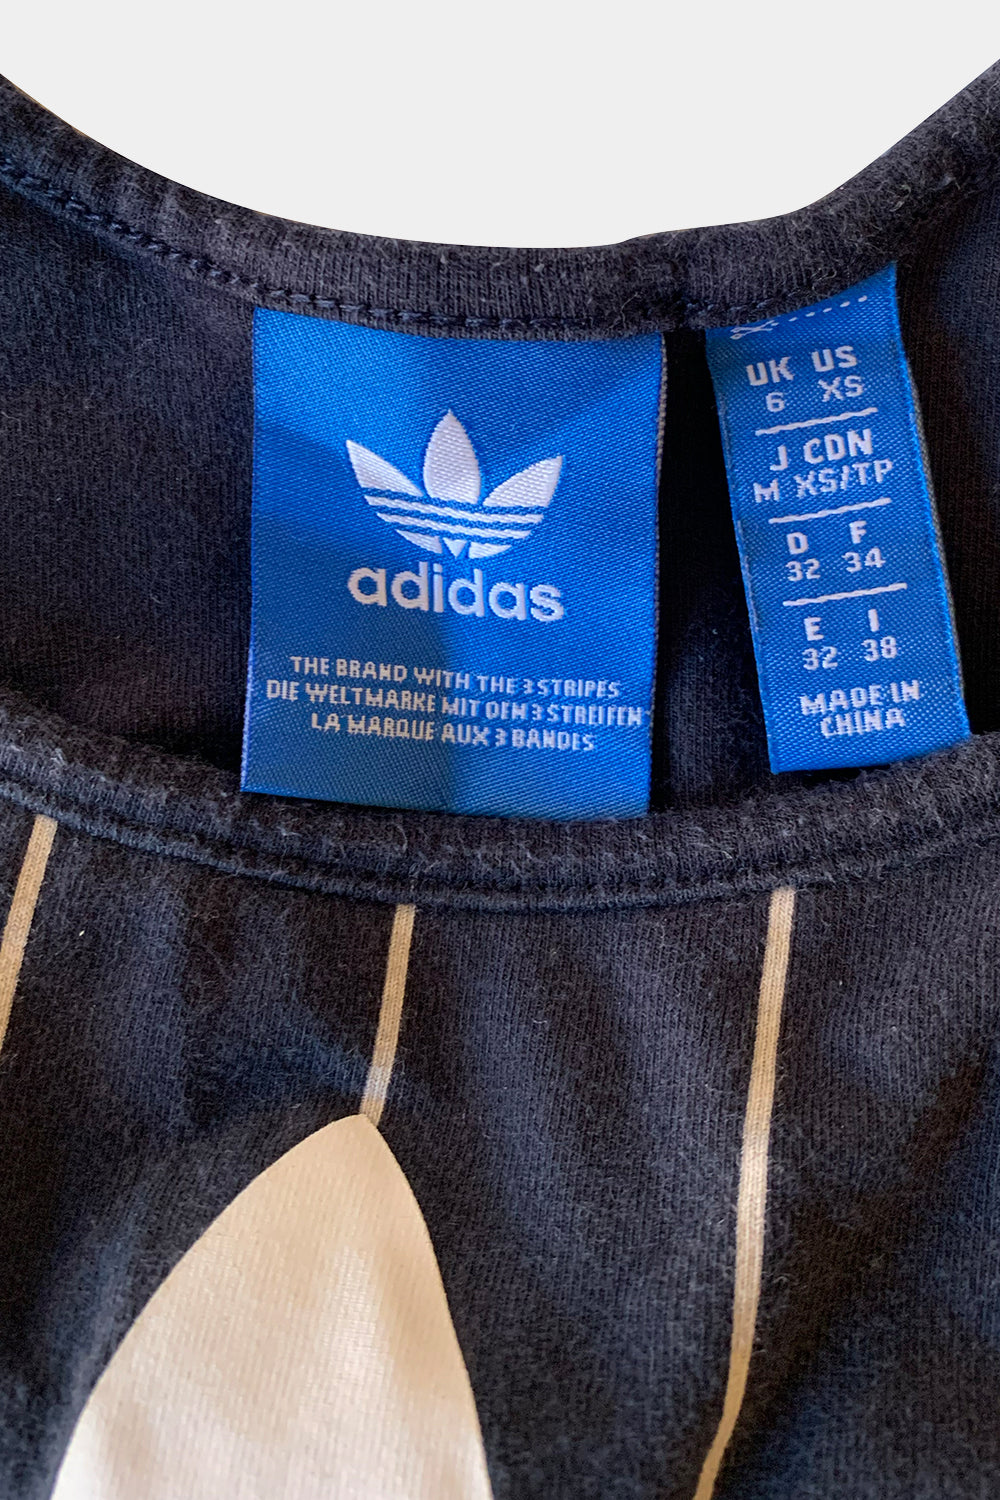 adidas
THE BRAND WITH THE 3 STRIPES
DIE WELTMARKE MIT DEN 3 STREIFEN
LA MARQUE AUX 3 BANDES
UK US
6 XS
J CDN
M XS/TP
D F
32 34
E I
32 38
MADE IN
CHINA